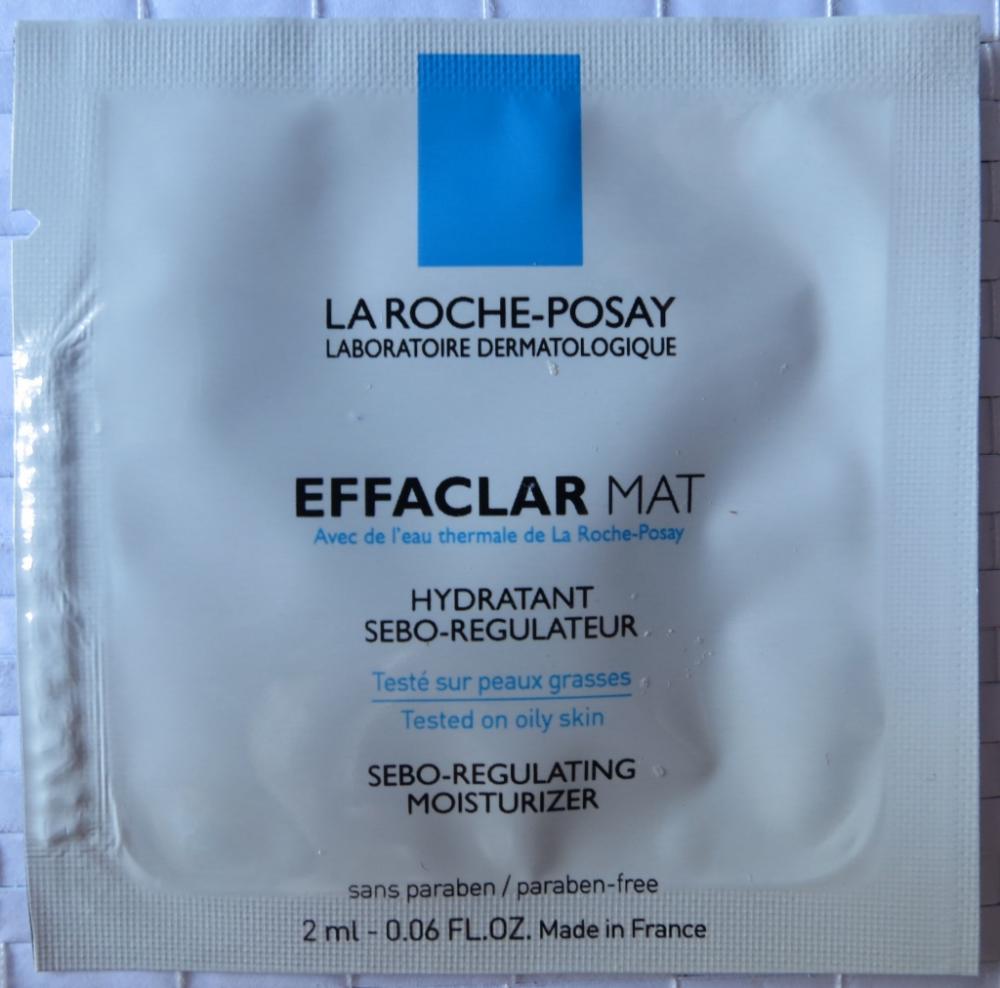 LA ROCHE-POSAY
LABORATOIRE DERMATOLOGIQUE
EFFACLAR MAT
Avec de l'eau thermale de La Roche-Posay
HYDRATANT
SEBO-REGULATEUR
Testé sur peaux grasses
Tested on oily skin
SEBO-REGULATING
MOISTURIZER
sans paraben / paraben-free
2 ml - 0.06 FL.OZ. Made in France